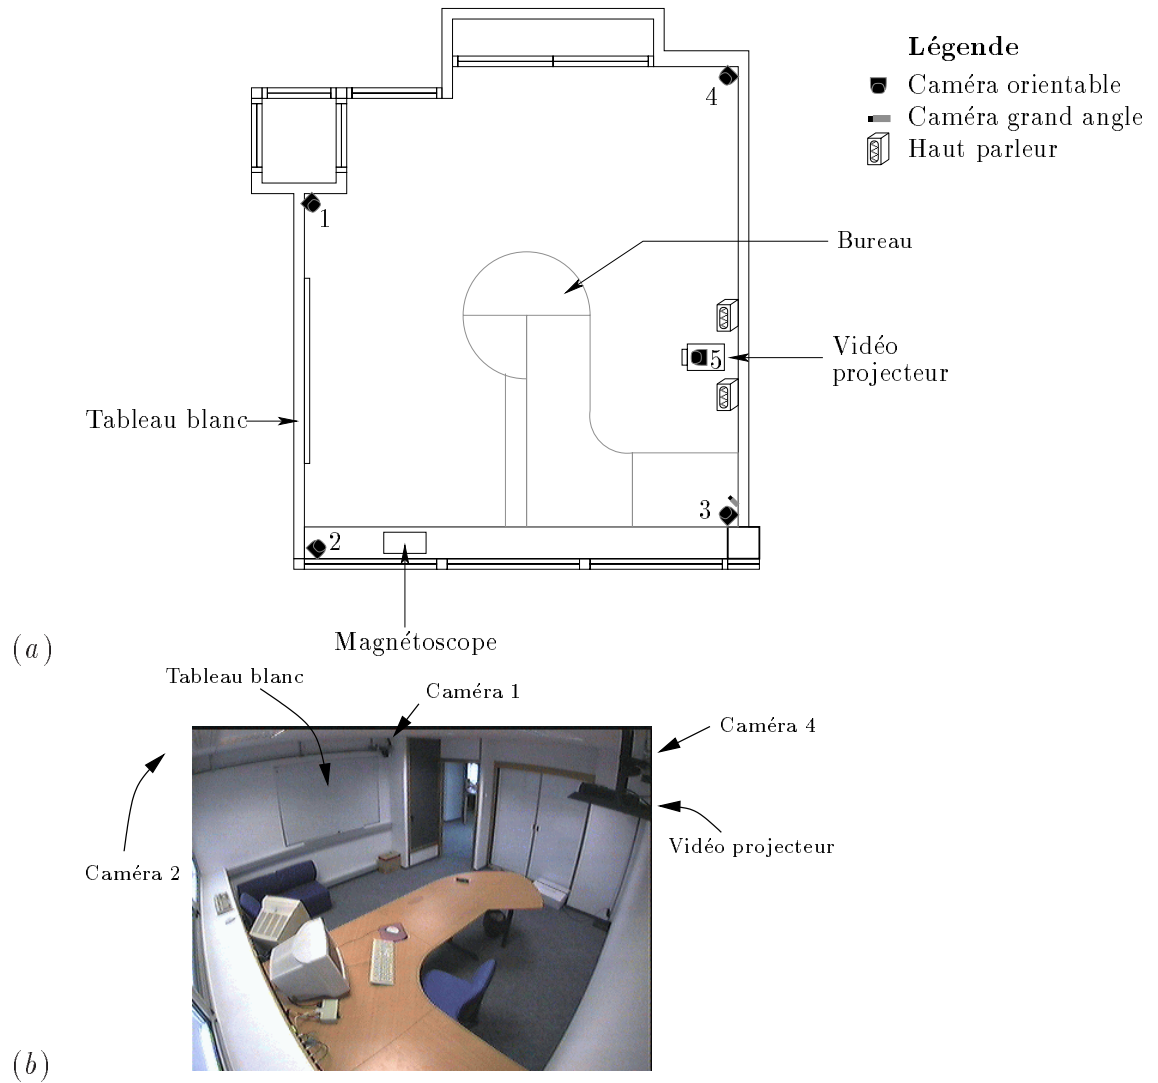 Légende
Caméra orientable
Caméra grand angle
Haut parleur
4
1
Bureau
5
Vidéo
projecteur
Tableau blanc
3
2
Magnétoscope
(a)
Tableau blanc
Caméra 1
Caméra 4
Vidéo projecteur
Caméra 2
(b)